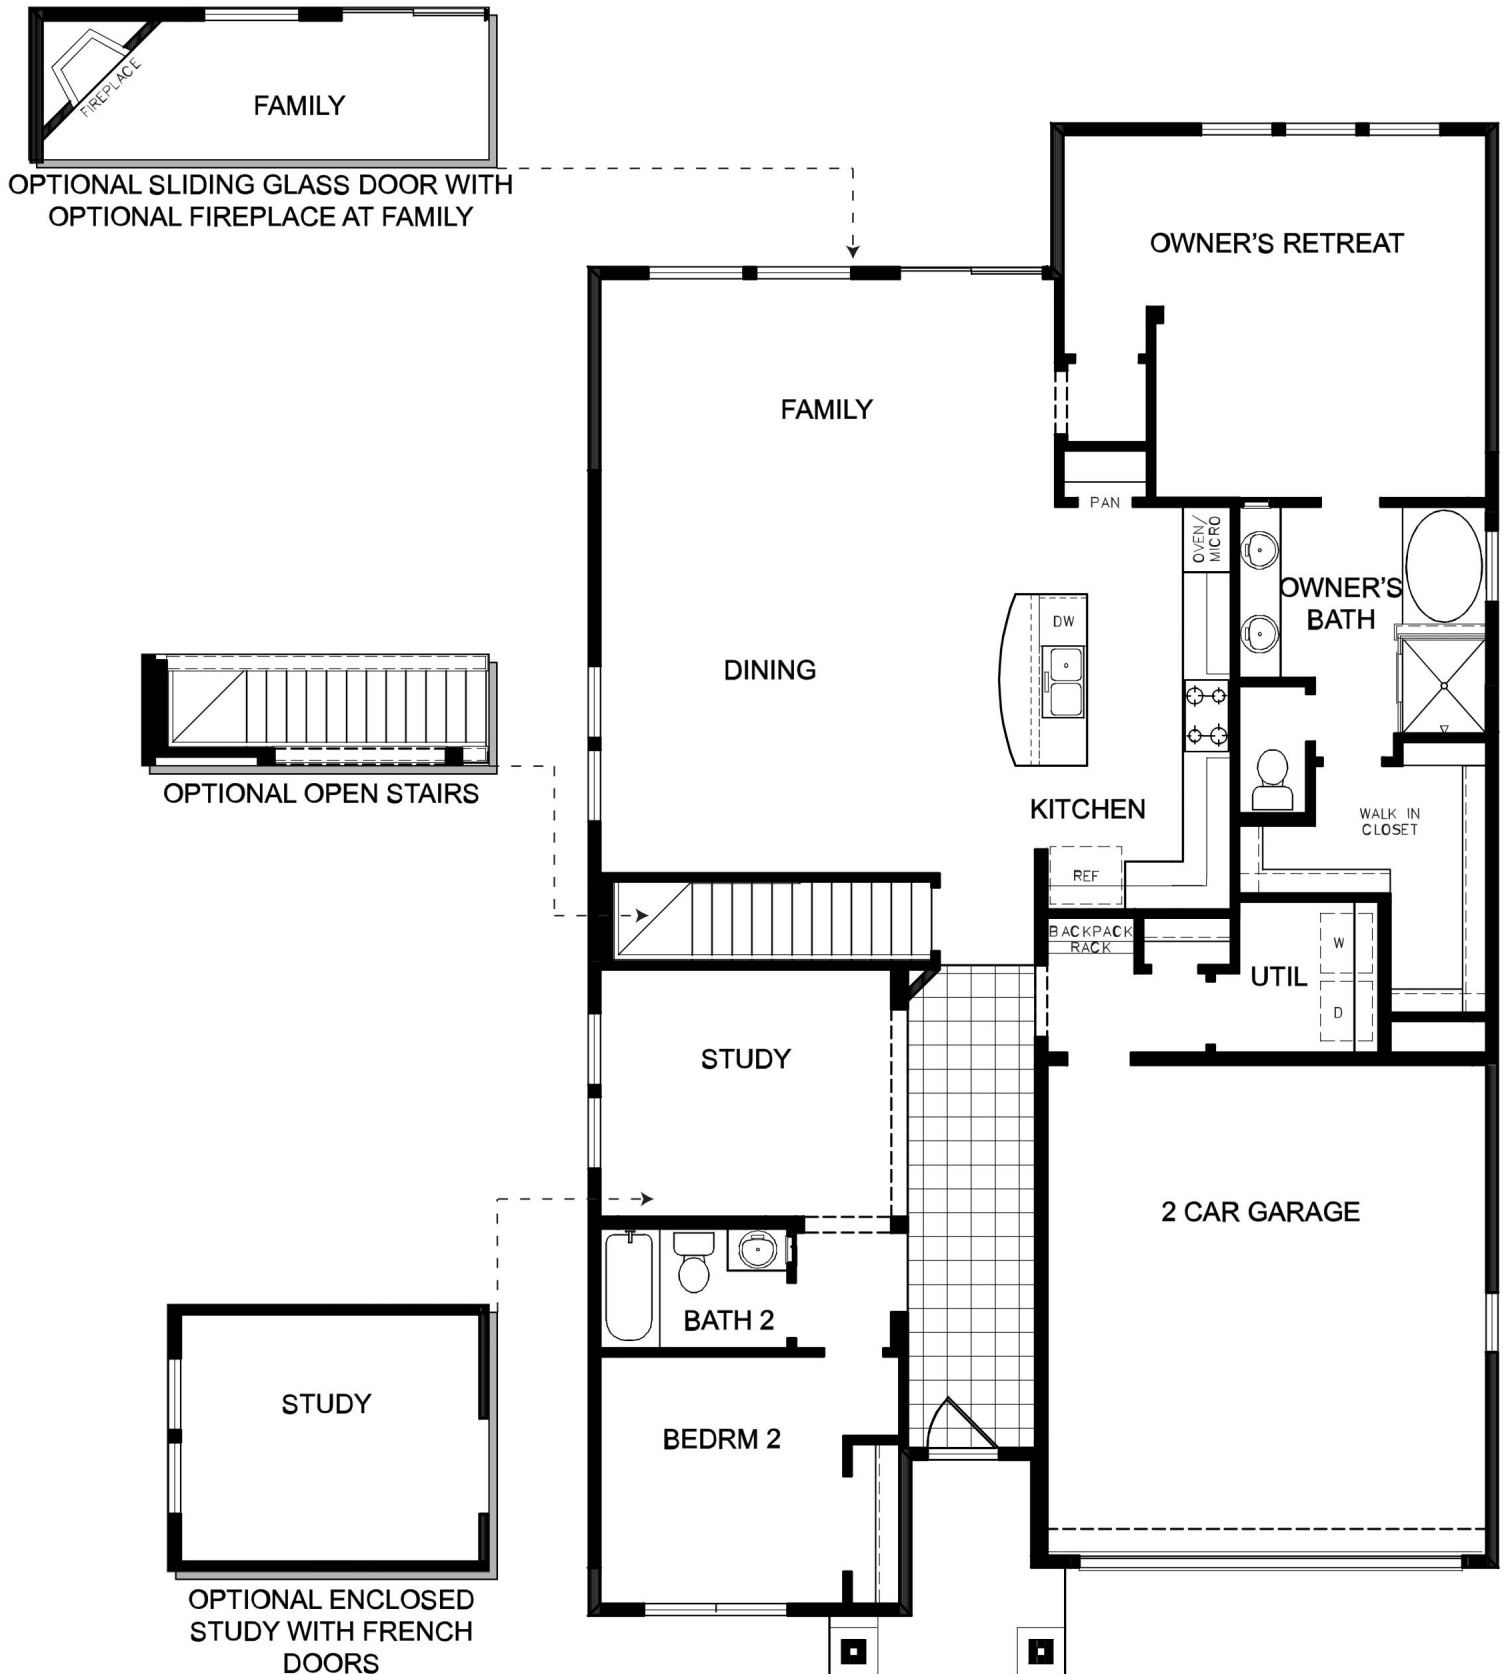 FIREPLACE
FAMILY
OPTIONAL SLIDING GLASS DOOR WITH
OPTIONAL FIREPLACE AT FAMILY
OWNER'S RETREAT
FAMILY
PAN
OVEN/
MICRO
OWNER'S
BATH
DW
DINING
OPTIONAL OPEN STAIRS
KITCHEN
WALK IN
CLOSET
REF
BACKPACK
RACK
W
UTIL
D
STUDY
2 CAR GARAGE
BATH 2
STUDY
BEDRM 2
OPTIONAL ENCLOSED
STUDY WITH FRENCH
DOORS